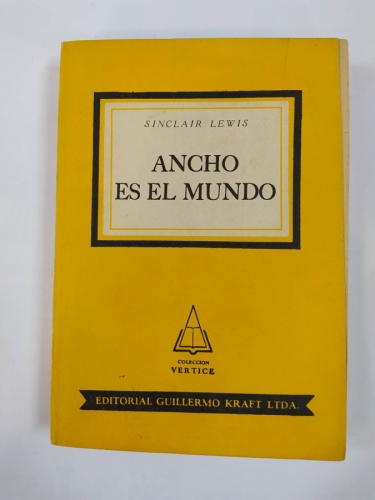 SINCLAIR LEWIS
ANCHO
ES EL MUNDO
COLECCION
VERTICE
EDITORIAL GUILLERMO KRAFT LTDA.